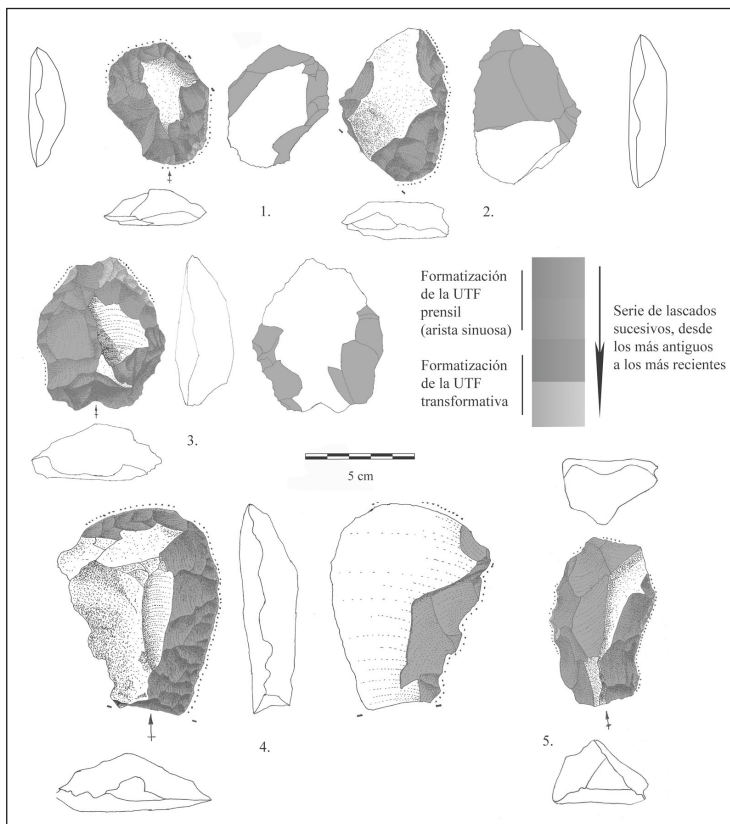 1.
2.
Formatización
de la UTF
prensil
(arista sinuosa)
Formatización
de la UTF
transformativa
Serie de lascados
sucesivos, desde
los más antiguos
a los más recientes
3.
5 cm
4.
5.